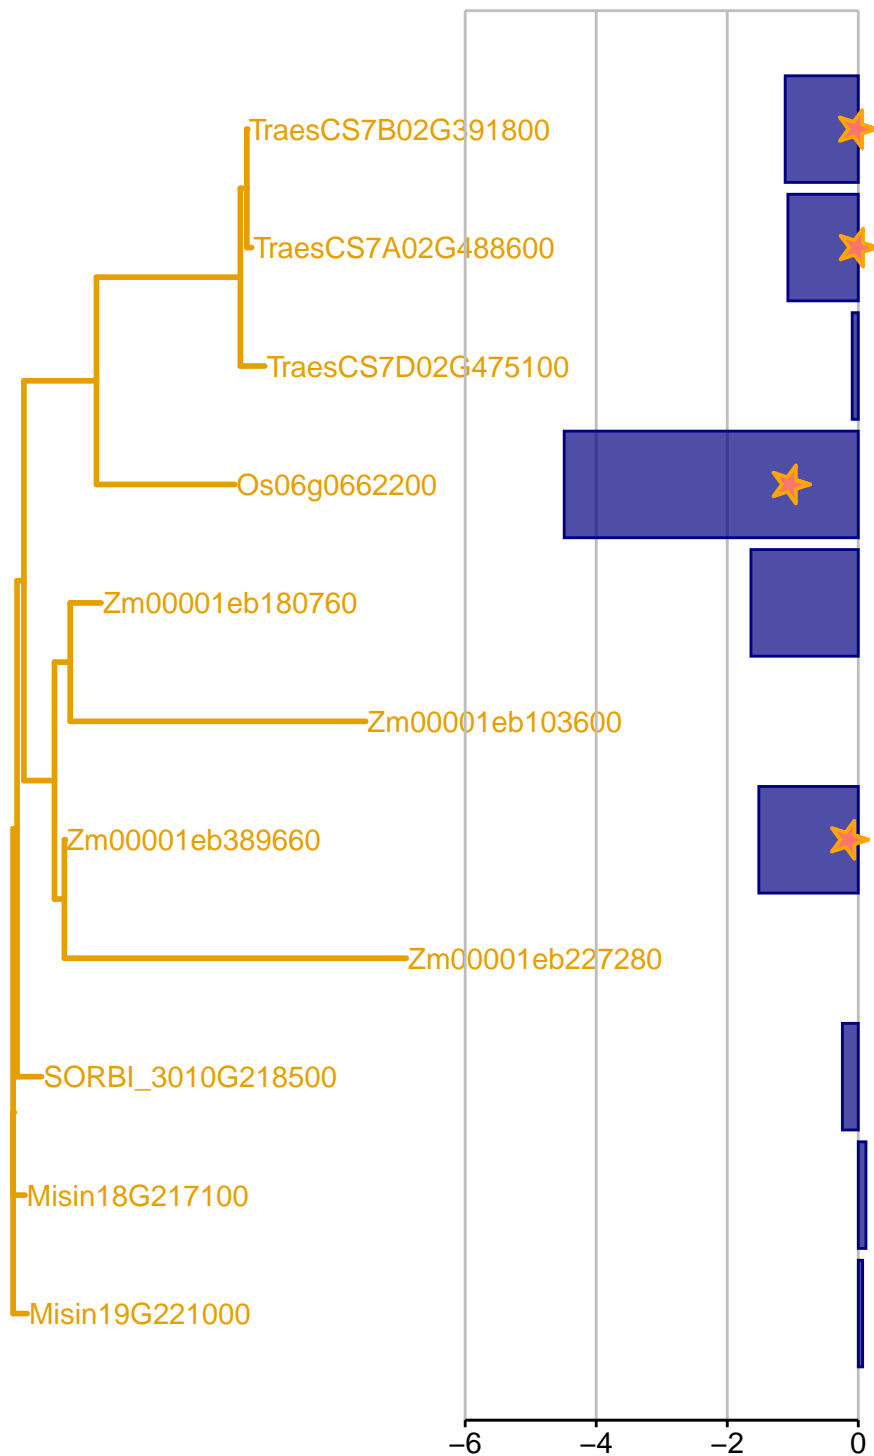 TraesCS7B02G391800
TraesCS7A02G488600
TraesCS7D02G475100
Os06g0662200
Zm00001eb180760
Zm00001eb103600
Zm00001eb389660
Zm00001eb227280
SORBI_3010G218500
Misin18G217100
Misin19G221000
−6 −4 −2 0